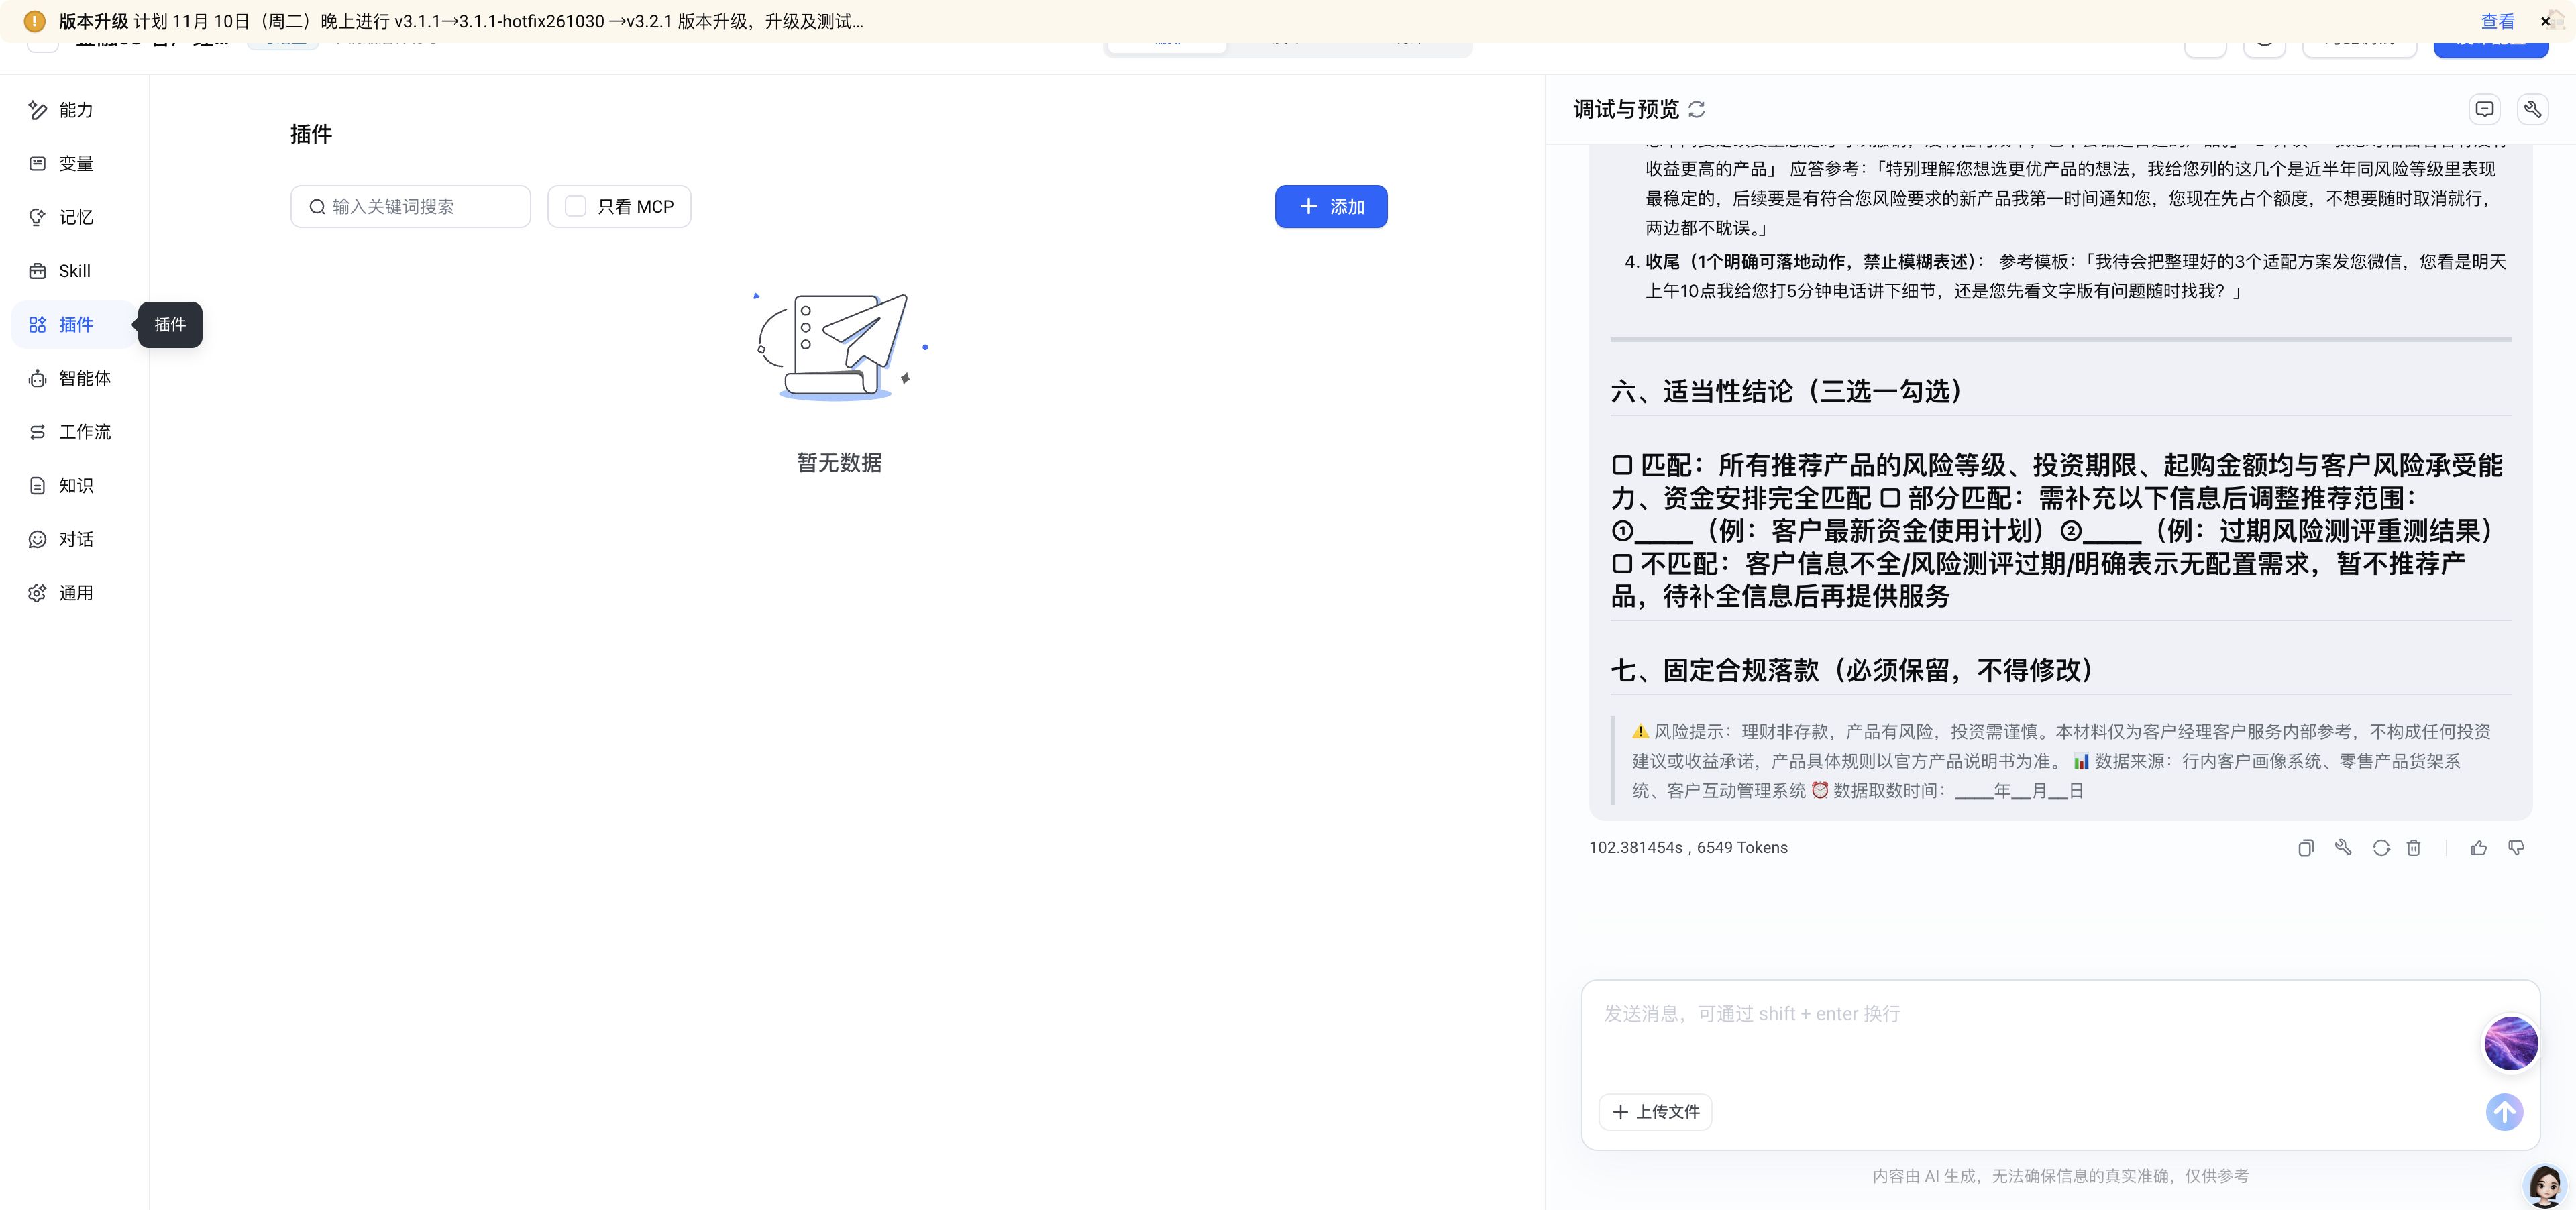 版本升级 计划 11月 10日（周二）晚上进行 v3.1.1→3.1.1-hotfix261030 →v3.2.1 版本升级，升级及测试...
查看
能力
变量
记忆
Skill
插件
插件
智能体
工作流
知识
对话
通用
插件
输入关键词搜索
只看 MCP
添加
暂无数据
调试与预览
收益更高的产品」 应答参考：「特别理解您想选更优产品的想法，我给您列的这几个是近半年同风险等级里表现
最稳定的，后续要是有符合您风险要求的新产品我第一时间通知您，您现在先占个额度，不想要随时取消就行，
两边都不耽误。」
4. 收尾（1个明确可落地动作，禁止模糊表述）： 参考模板：「我待会把整理好的3个适配方案发您微信，您看是明天
上午10点我给您打5分钟电话讲下细节，还是您先看文字版有问题随时找我？」
六、适当性结论（三选一勾选）
☐ 匹配：所有推荐产品的风险等级、投资期限、起购金额均与客户风险承受能
力、资金安排完全匹配 ☐ 部分匹配：需补充以下信息后调整推荐范围：
①____（例：客户最新资金使用计划）②____（例：过期风险测评重测结果）
☐ 不匹配：客户信息不全/风险测评过期/明确表示无配置需求，暂不推荐产
品，待补全信息后再提供服务
七、固定合规落款（必须保留，不得修改）
⚠️ 风险提示：理财非存款，产品有风险，投资需谨慎。本材料仅为客户经理客户服务内部参考，不构成任何投资
建议或收益承诺，产品具体规则以官方产品说明书为准。 📊 数据来源：行内客户画像系统、零售产品货架系
统、客户互动管理系统 ⏰ 数据取数时间：____年__月__日
102.381454s , 6549 Tokens
发送消息，可通过 shift + enter 换行
上传文件
内容由 AI 生成，无法确保信息的真实准确，仅供参考